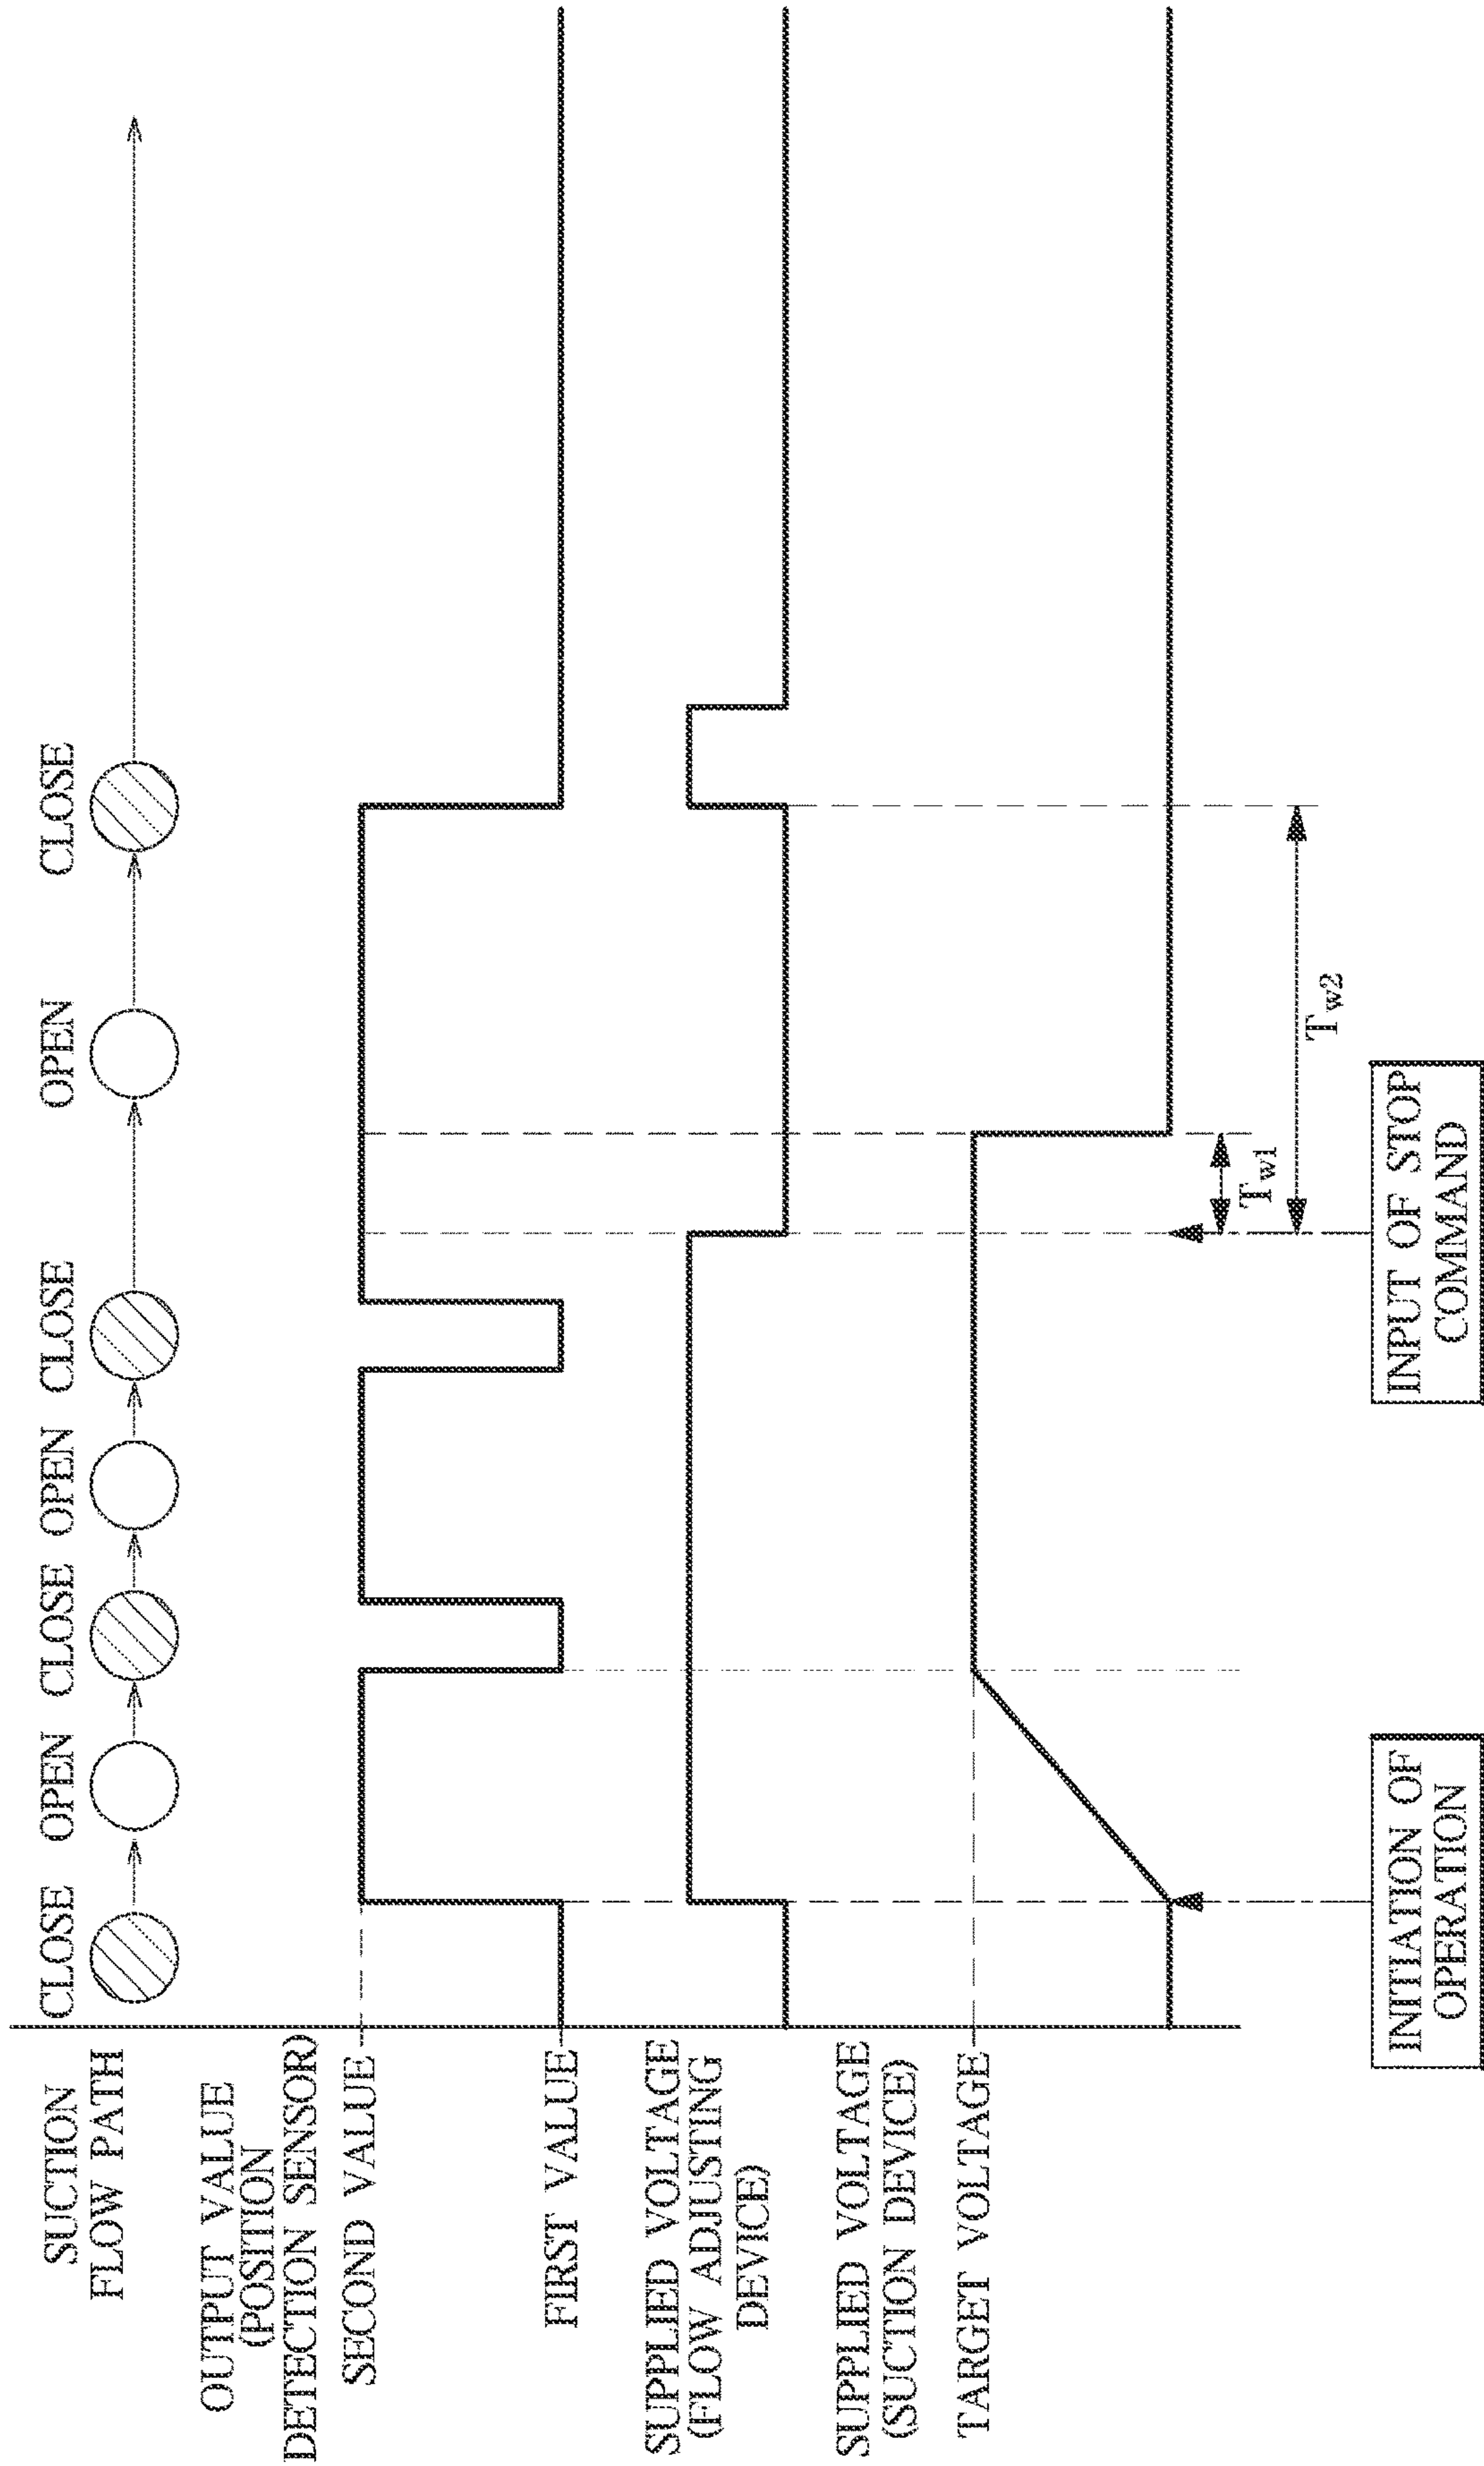 SUCTION
FLOW PATH
CLOSE OPEN CLOSE OPEN CLOSE OPEN CLOSE
OUTPUT VALUE
(POSITION
DETECTION SENSOR)
SECOND VALUE
FIRST VALUE
SUPPLIED VOLTAGE
(FLOW ADJUSTING
DEVICE)
SUPPLIED VOLTAGE
(SUCTION DEVICE)
TARGET VOLTAGE
Tw1
Tw2
INITIATION OF
OPERATION
INPUT OF STOP
COMMAND